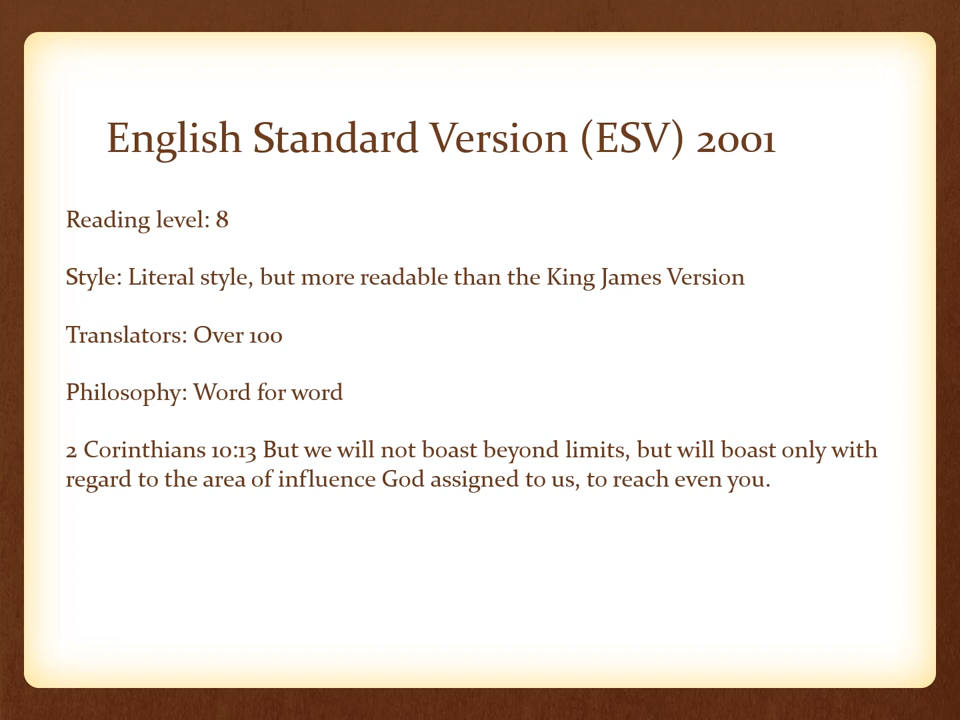 English Standard Version (ESV) 2001
Reading level: 8
Style: Literal style, but more readable than the King James Version
Translators: Over 100
Philosophy: Word for word
2 Corinthians 10:13 But we will not boast beyond limits, but will boast only with
regard to the area of influence God assigned to us, to reach even you.